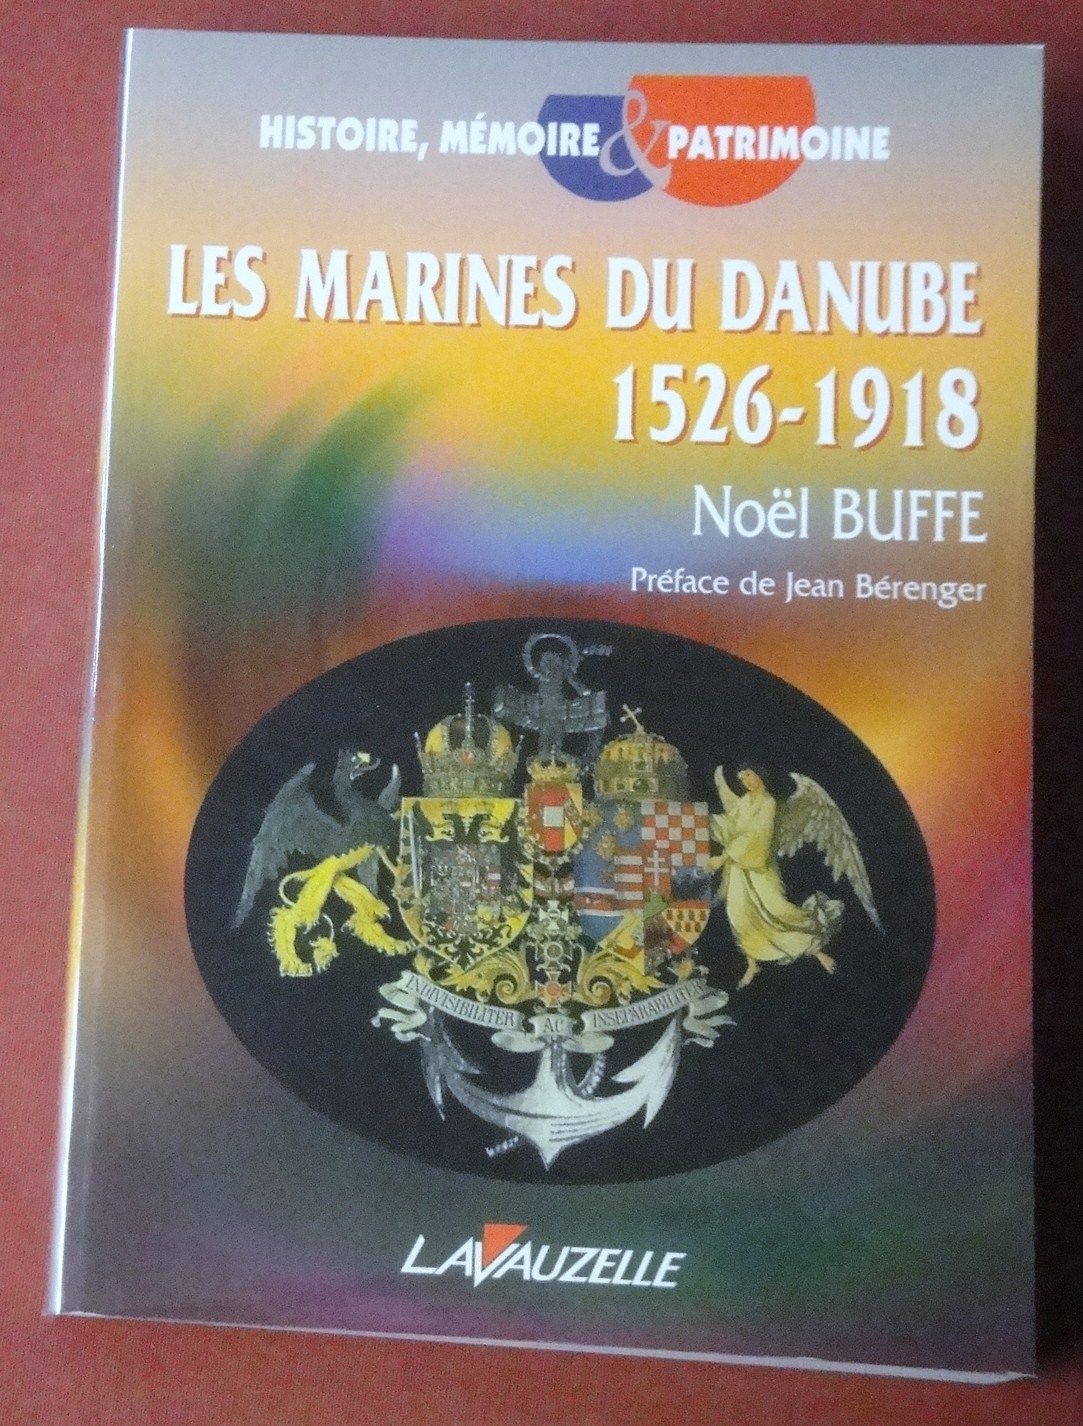 HISTOIRE, MÉMOIRE & PATRIMOINE
LES MARINES DU DANUBE
1526-1918
Noël BUFFE
Préface de Jean Bérenger
INDIVISIBILITER AC INSEPARABILITER
LAVAUZELLE